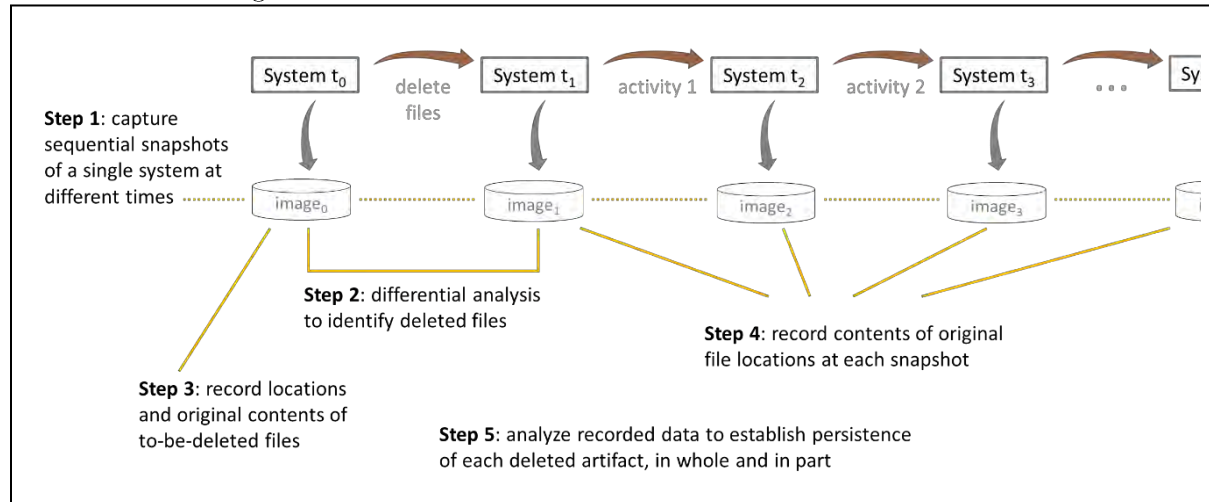 System t0
System t1
System t2
System t3
Sy
delete
files
activity 1
activity 2
...
Step 1: capture
sequential snapshots
of a single system at
different times
image0
image1
image2
image3
Step 2: differential analysis
to identify deleted files
Step 4: record contents of original
file locations at each snapshot
Step 3: record locations
and original contents of
to-be-deleted files
Step 5: analyze recorded data to establish persistence
of each deleted artifact, in whole and in part